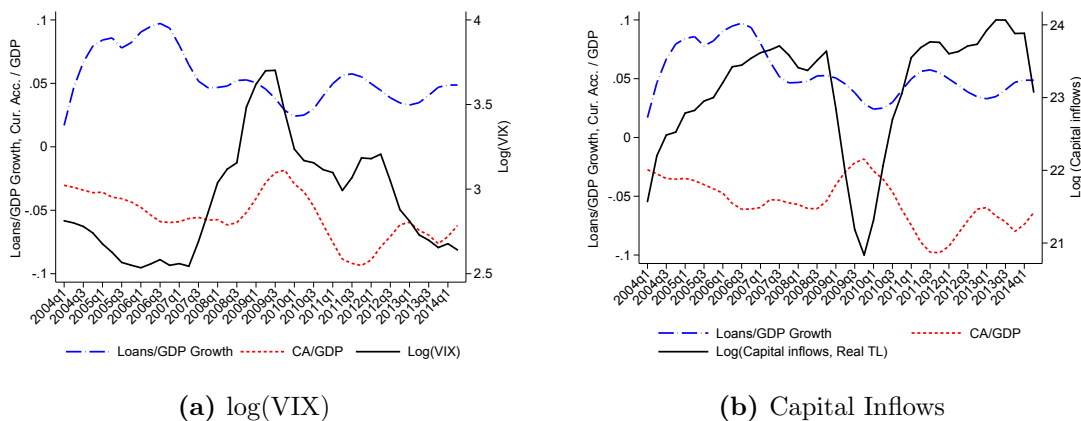 Loans/GDP Growth, Cur. Acc. / GDP
.1
.05
0
-.05
-.1
4
3.5
3
2.5
Log(VIX)
2004q1
2004q3
2005q1
2005q3
2006q1
2006q3
2007q1
2007q3
2008q1
2008q3
2009q1
2009q3
2010q1
2010q3
2011q1
2011q3
2012q1
2012q3
2013q1
2013q3
2014q1
Loans/GDP Growth CA/GDP Log(VIX)
(a) log(VIX)
Loans/GDP Growth, Cur. Acc. / GDP
.1
.05
0
-.05
-.1
24
23
22
21
Log (Capital inflows)
2004q1
2004q3
2005q1
2005q3
2006q1
2006q3
2007q1
2007q3
2008q1
2008q3
2009q1
2009q3
2010q1
2010q3
2011q1
2011q3
2012q1
2012q3
2013q1
2013q3
2014q1
Loans/GDP Growth CA/GDP
Log(Capital inflows, Real TL)
(b) Capital Inflows